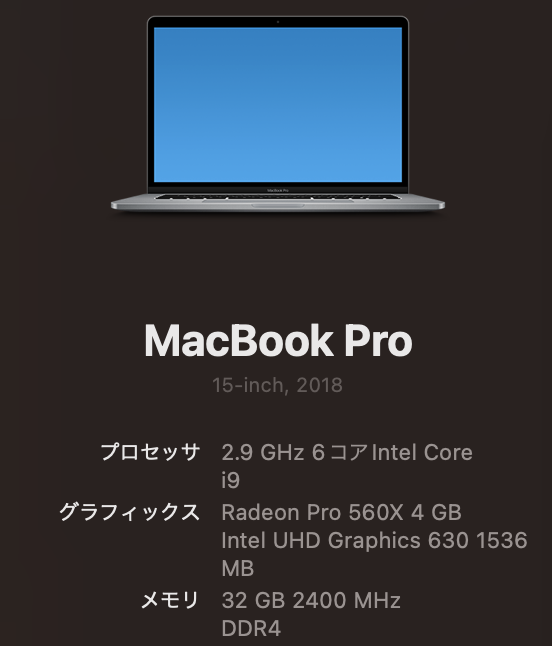 MacBook Pro
MacBook Pro
15-inch, 2018
プロセッサ 2.9 GHz 6コアIntel Core
i9
グラフィックス Radeon Pro 560X 4 GB
Intel UHD Graphics 630 1536
MB
メモリ 32 GB 2400 MHz
DDR4